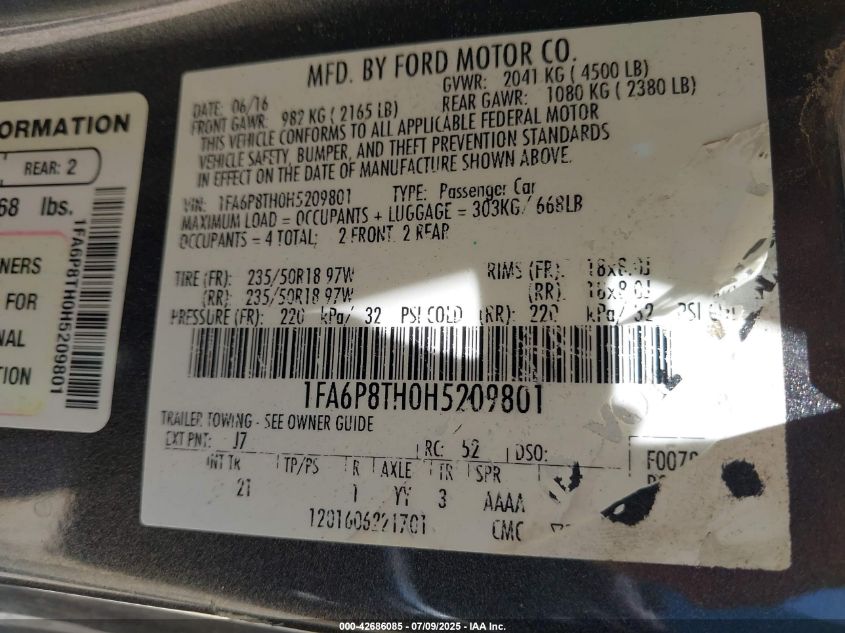 ORMATION
REAR: 2
68 lbs.
NERS
FOR
NAL
TION
1FA6P8TH0H5209801
MFD. BY FORD MOTOR CO.
DATE: 06/16 GVWR: 2041 KG ( 4500 LB)
FRONT GAWR: 982 KG ( 2165 LB) REAR GAWR: 1080 KG ( 2380 LB)
THIS VEHICLE CONFORMS TO ALL APPLICABLE FEDERAL MOTOR
VEHICLE SAFETY, BUMPER, AND THEFT PREVENTION STANDARDS
IN EFFECT ON THE DATE OF MANUFACTURE SHOWN ABOVE.
VIN: 1FA6P8TH0H5209801 TYPE: Passenger Car
MAXIMUM LOAD = OCCUPANTS + LUGGAGE = 303KG/ 668LB
OCCUPANTS = 4 TOTAL; 2 FRONT, 2 REAR
TIRE (FR): 235/50R18 97W RIMS (FR): 18x8.0J
(RR): 235/50R18 97W (RR): 18x8.0J
PRESSURE (FR): 220 kPa/ 32 PSI COLD (RR): 220 kPa/ 32 PSI COLD
1FA6P8TH0H5209801
TRAILER TOWING - SEE OWNER GUIDE
EXT PNT: J7 RC: 52 DSO: F007
INT TR TP/PS R AXLE TR SPR
21 1 YY 3 AAAA
1201606221701 CMC
000-42686085 - 07/09/2025 - IAA Inc.